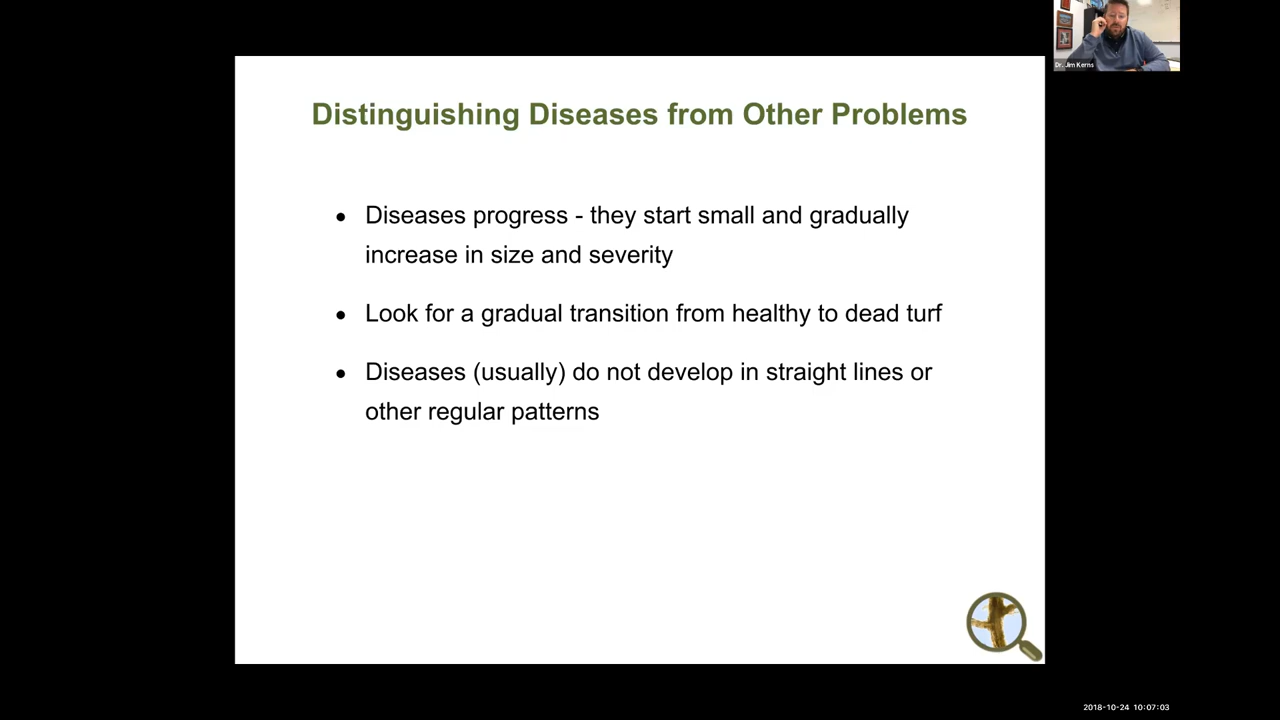 Dr. Jim Kerns
Distinguishing Diseases from Other Problems
● Diseases progress - they start small and gradually
increase in size and severity
● Look for a gradual transition from healthy to dead turf
● Diseases (usually) do not develop in straight lines or
other regular patterns
2018-10-24 10:07:03